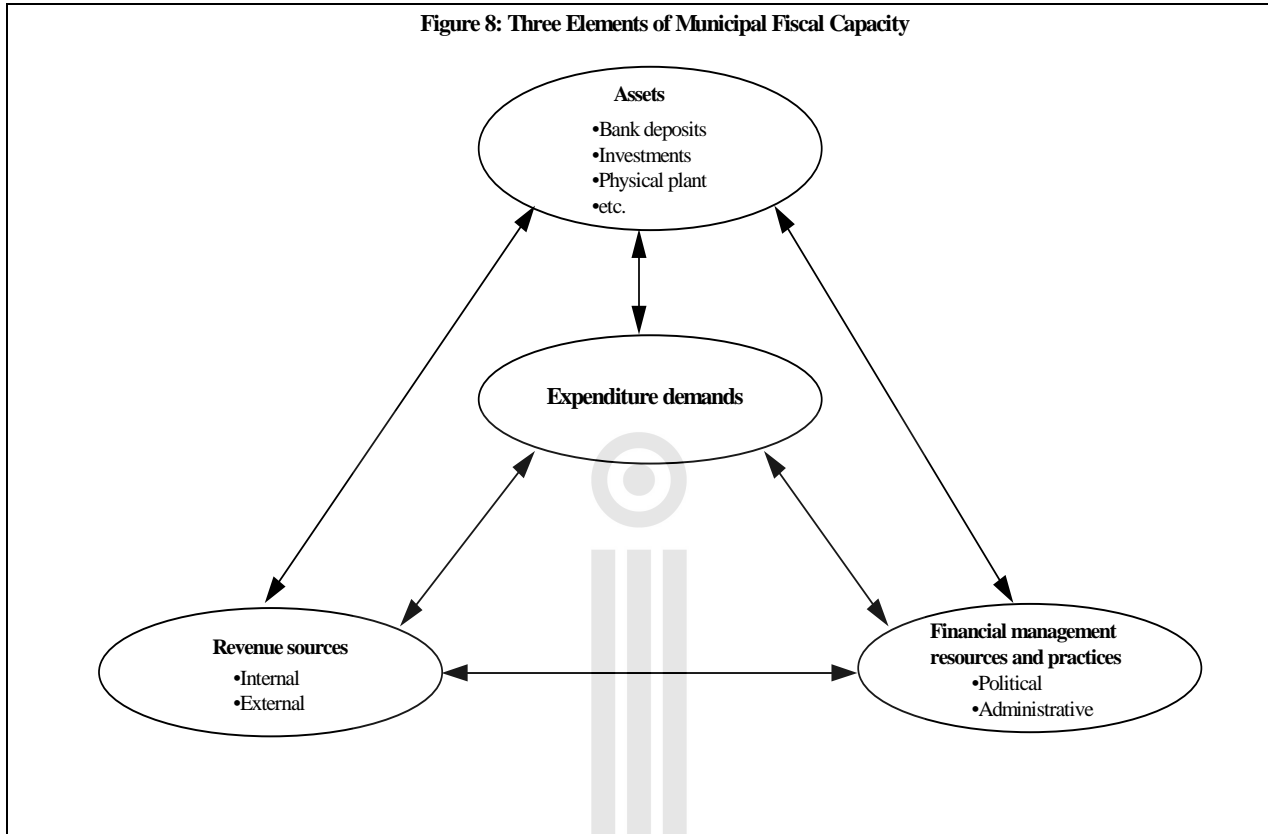 Figure 8: Three Elements of Municipal Fiscal Capacity
Assets
•Bank deposits
•Investments
•Physical plant
•etc.
Expenditure demands
Revenue sources
•Internal
•External
Financial management
resources and practices
•Political
•Administrative